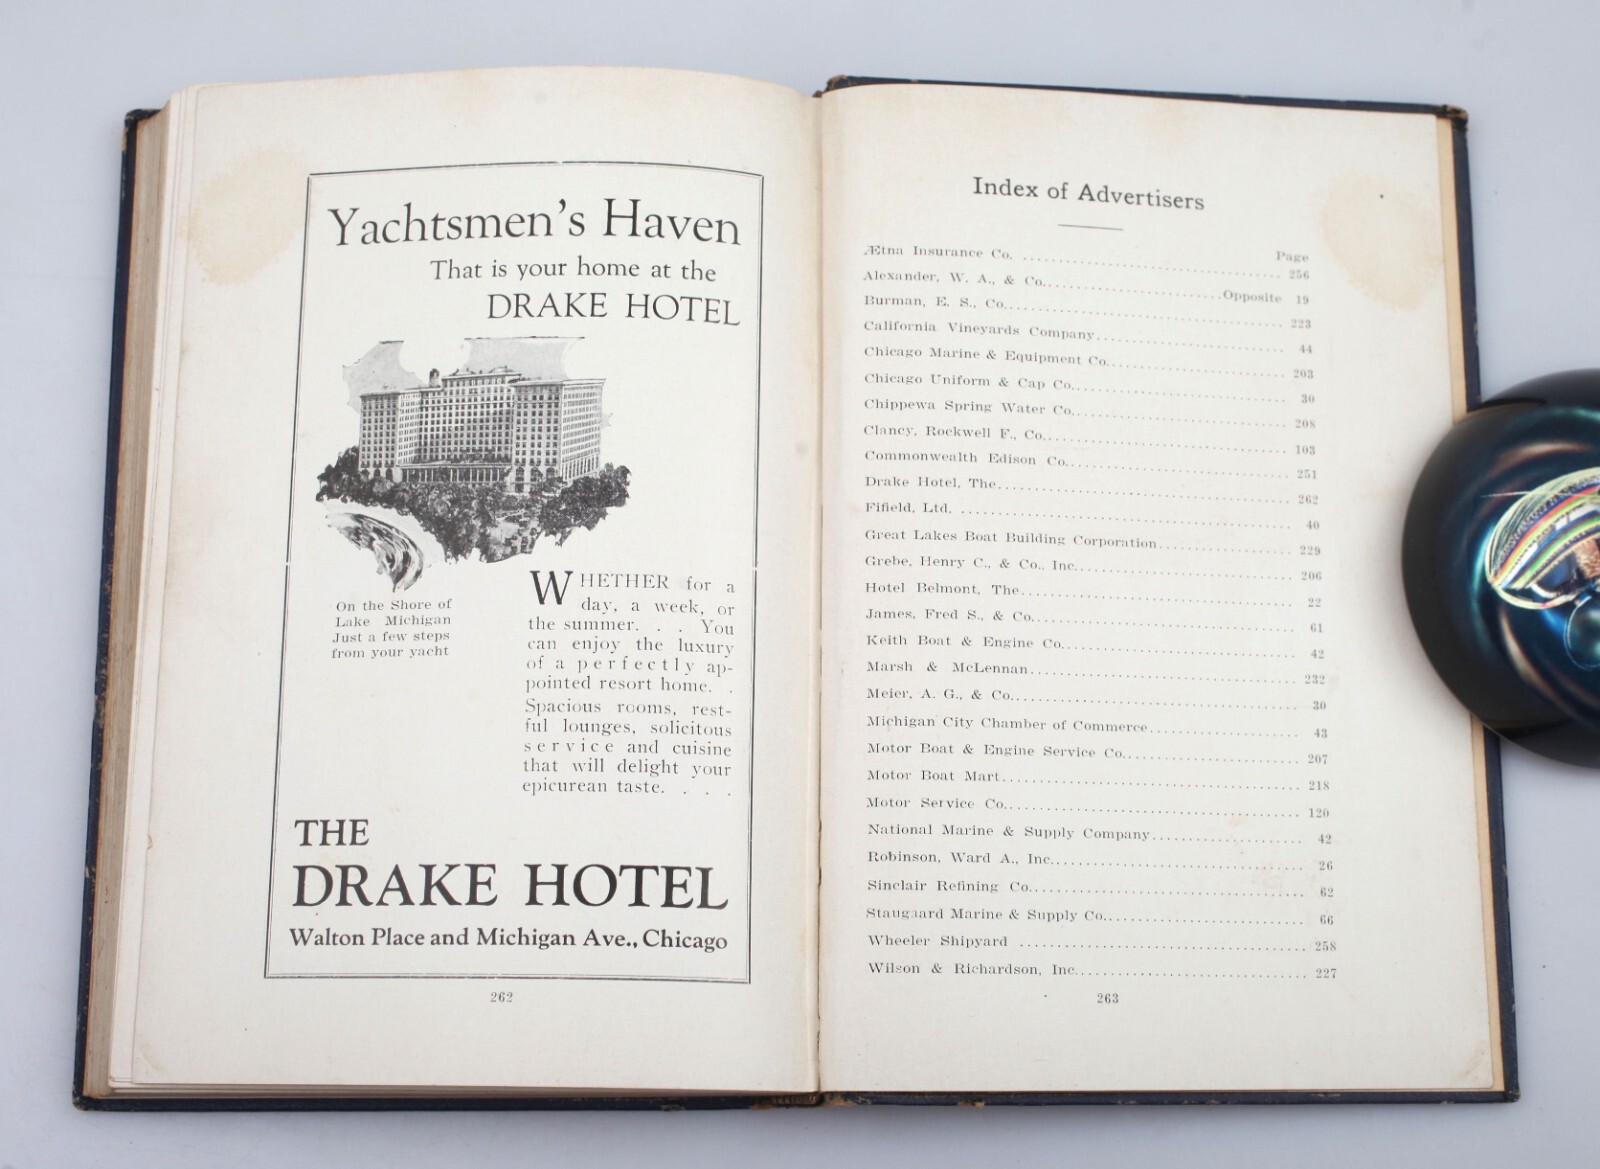 Yachtsmen's Haven
That is your home at the
DRAKE HOTEL
On the Shore of
Lake Michigan
Just a few steps
from your yacht
WHETHER for a
day, a week, or
the summer. . . You
can enjoy the luxury
of a perfectly ap-
pointed resort home. .
Spacious rooms, rest-
ful lounges, solicitous
service and cuisine
that will delight your
epicurean taste. . . .
THE
DRAKE HOTEL
Walton Place and Michigan Ave., Chicago
262
Index of Advertisers
Page
Ætna Insurance Co. ........ 256
Alexander, W. A., & Co........ Opposite 19
Burman, E. S., Co........ 223
California Vineyards Company........ 44
Chicago Marine & Equipment Co........ 203
Chicago Uniform & Cap Co........ 30
Chippewa Spring Water Co........ 208
Clancy, Rockwell F., Co........ 103
Commonwealth Edison Co........ 251
Drake Hotel, The........ 262
Fifield, Ltd. ........ 40
Great Lakes Boat Building Corporation........ 229
Grebe, Henry C., & Co., Inc........ 206
Hotel Belmont, The........ 22
James, Fred S., & Co........ 61
Keith Boat & Engine Co........ 42
Marsh & McLennan........ 232
Meier, A. G., & Co........ 30
Michigan City Chamber of Commerce........ 43
Motor Boat & Engine Service Co........ 207
Motor Boat Mart........ 218
Motor Service Co........ 120
National Marine & Supply Company........ 42
Robinson, Ward A., Inc........ 26
Sinclair Refining Co........ 62
Staugaard Marine & Supply Co........ 66
Wheeler Shipyard ........ 258
Wilson & Richardson, Inc........ 227
263